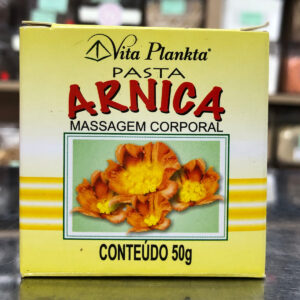 Vita Plankta®
PASTA
ARNICA
MASSAGEM CORPORAL
CONTEÚDO 50g